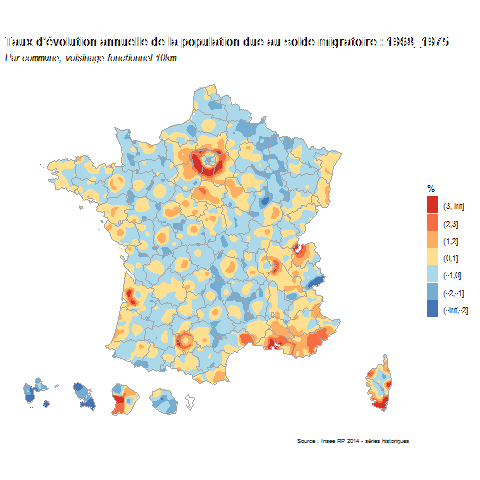 Taux d'évolution annuelle de la population due au solde migratoire : 1968_1975
Par commune, voisinage fonctionnel 10km
%
(3, Inf]
(2,3]
(1,2]
(0,1]
(-1,0]
(-2,-1]
(-Inf,-2]
Source : Insee RP 2014 - séries historiques